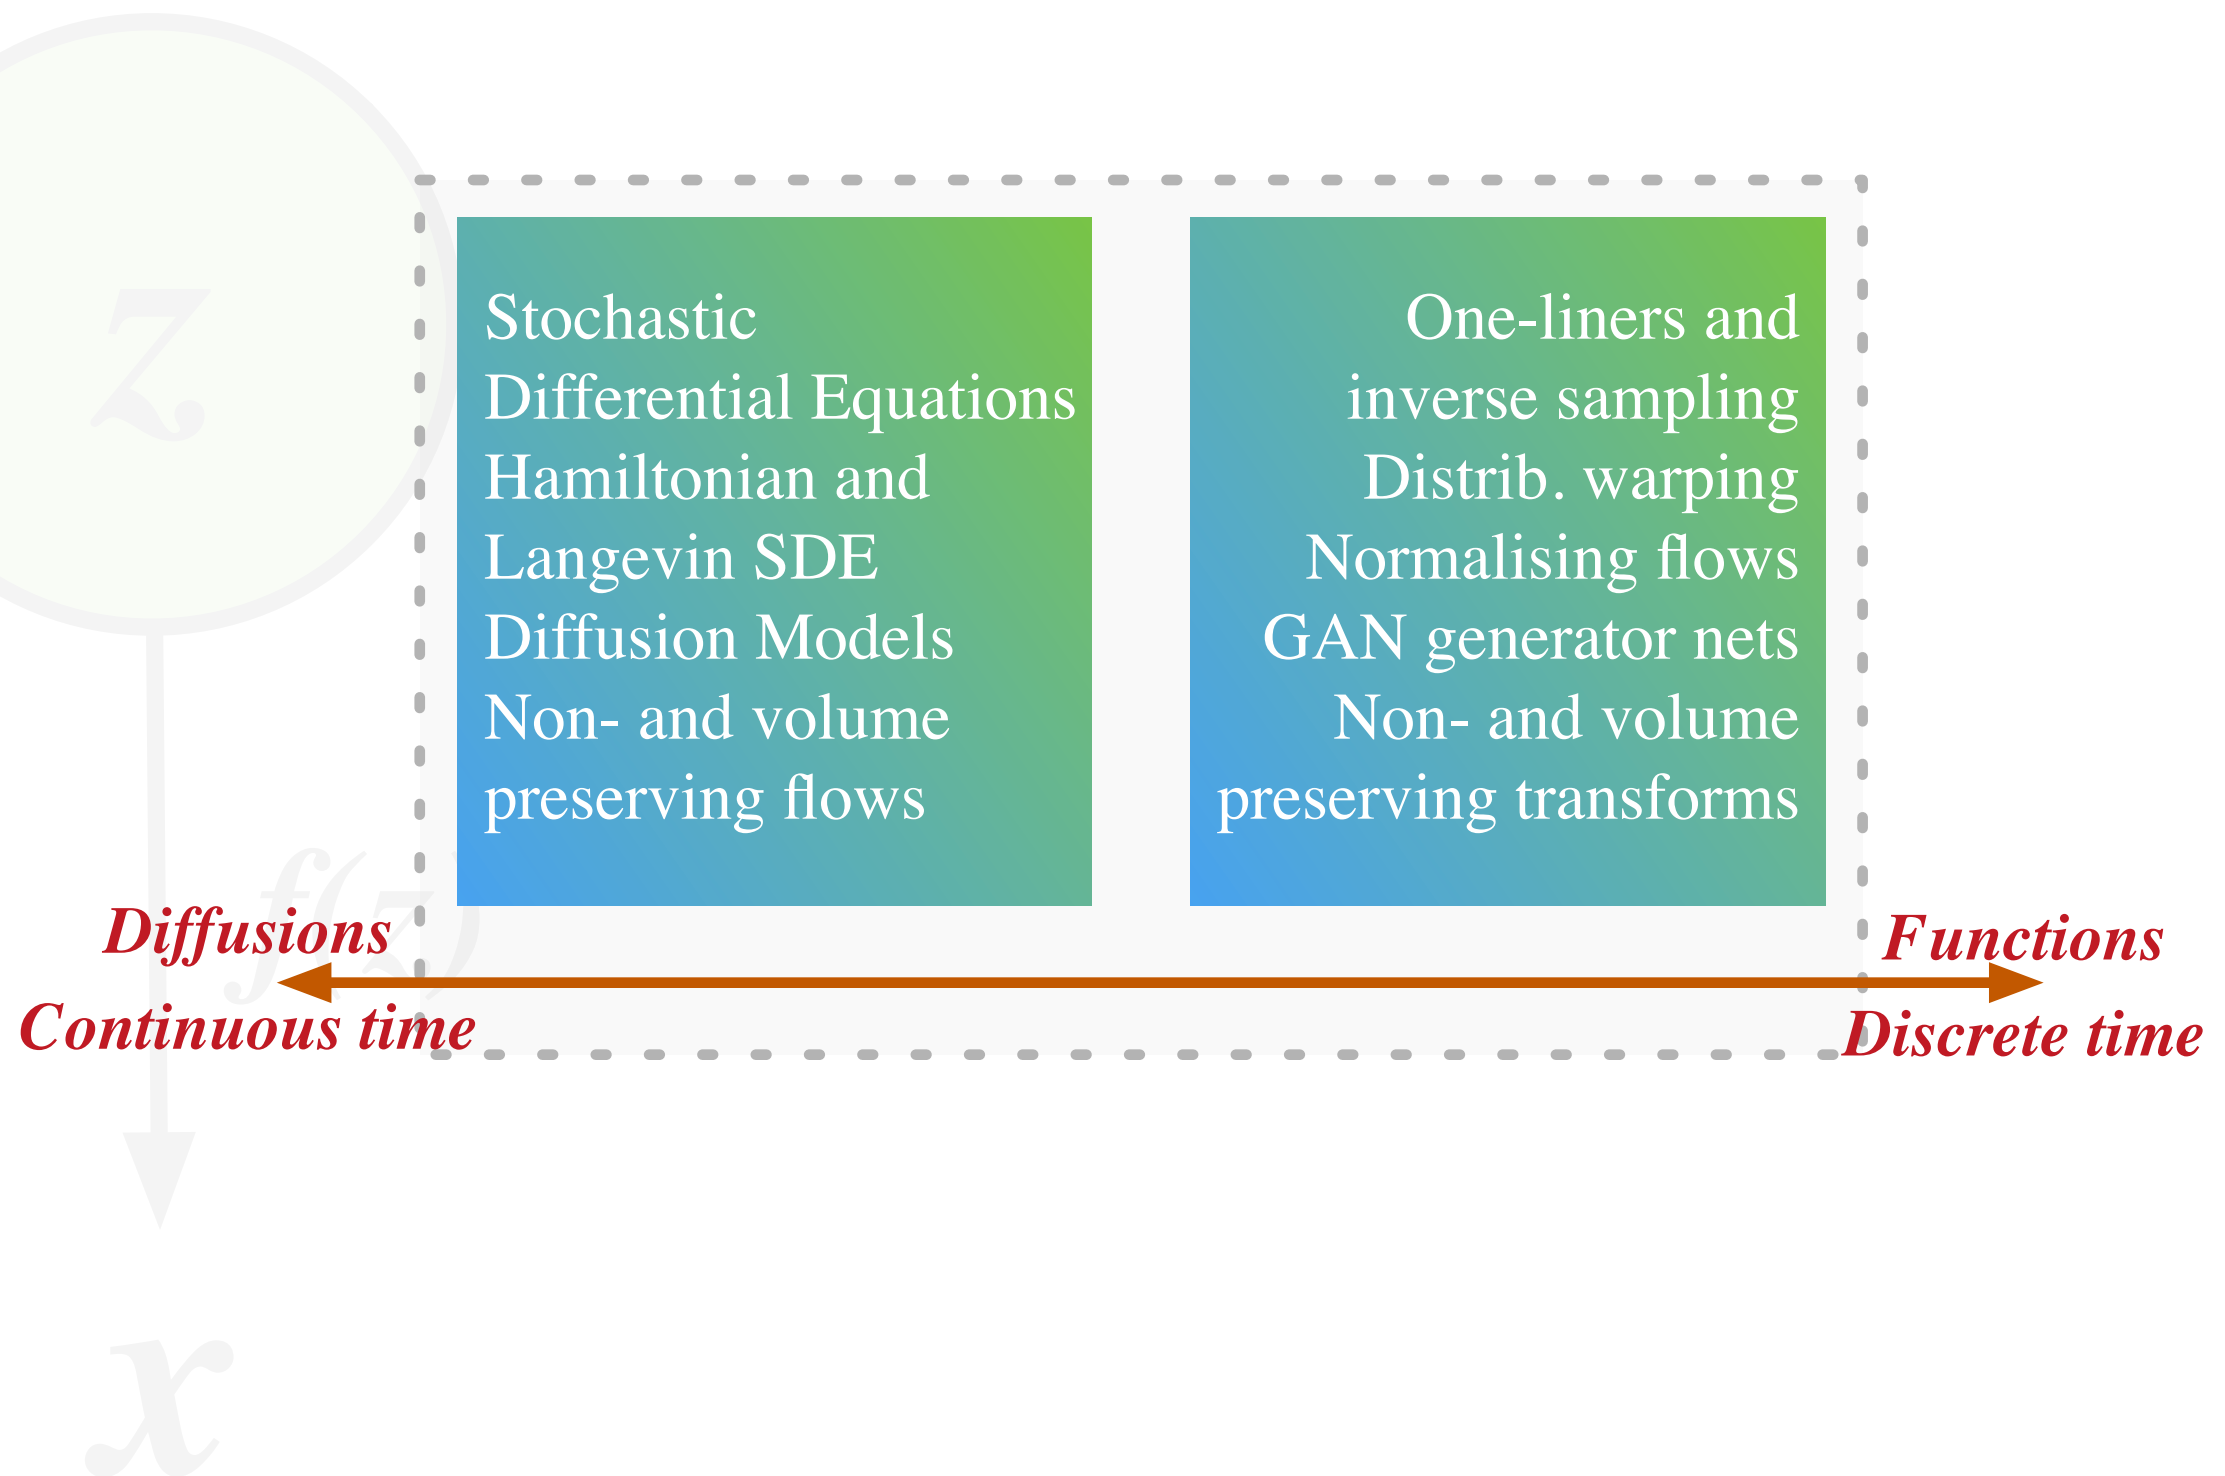 z
Stochastic
Differential Equations
Hamiltonian and
Langevin SDE
Diffusion Models
Non- and volume
preserving flows
One-liners and
inverse sampling
Distrib. warping
Normalising flows
GAN generator nets
Non- and volume
preserving transforms
f(z)
Diffusions
Continuous time
Functions
Discrete time
x